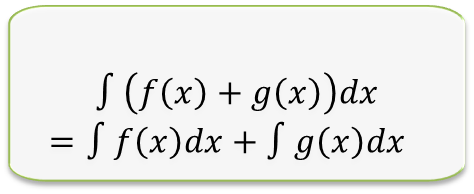 ∫ (f(x) + g(x))dx
= ∫ f(x)dx + ∫ g(x)dx